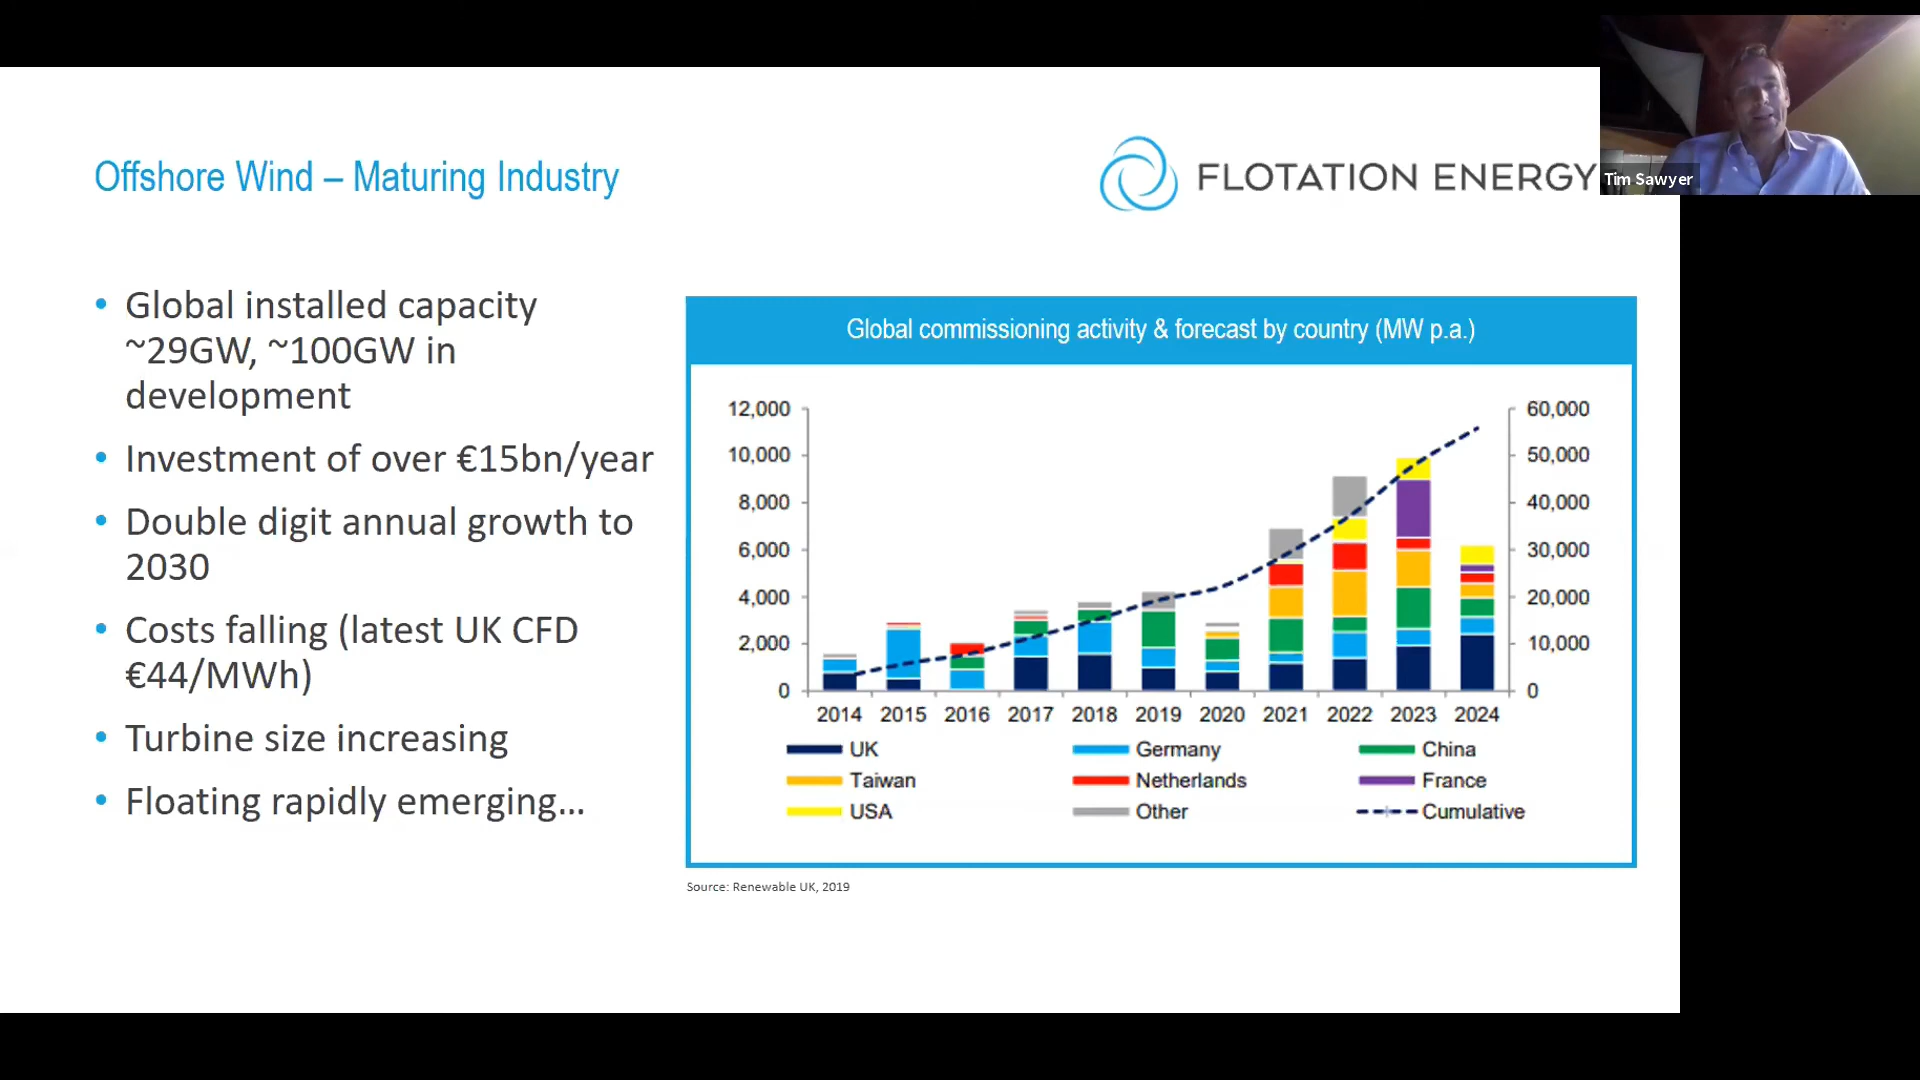 Tim Sawyer
Offshore Wind – Maturing Industry
FLOTATION ENERGY
• Global installed capacity
~29GW, ~100GW in
development
• Investment of over €15bn/year
• Double digit annual growth to
2030
• Costs falling (latest UK CFD
€44/MWh)
• Turbine size increasing
• Floating rapidly emerging...
Global commissioning activity & forecast by country (MW p.a.)
12,000 60,000
10,000 50,000
8,000 40,000
6,000 30,000
4,000 20,000
2,000 10,000
0 0
2014 2015 2016 2017 2018 2019 2020 2021 2022 2023 2024
UK Germany China
Taiwan Netherlands France
USA Other Cumulative
Source: Renewable UK, 2019